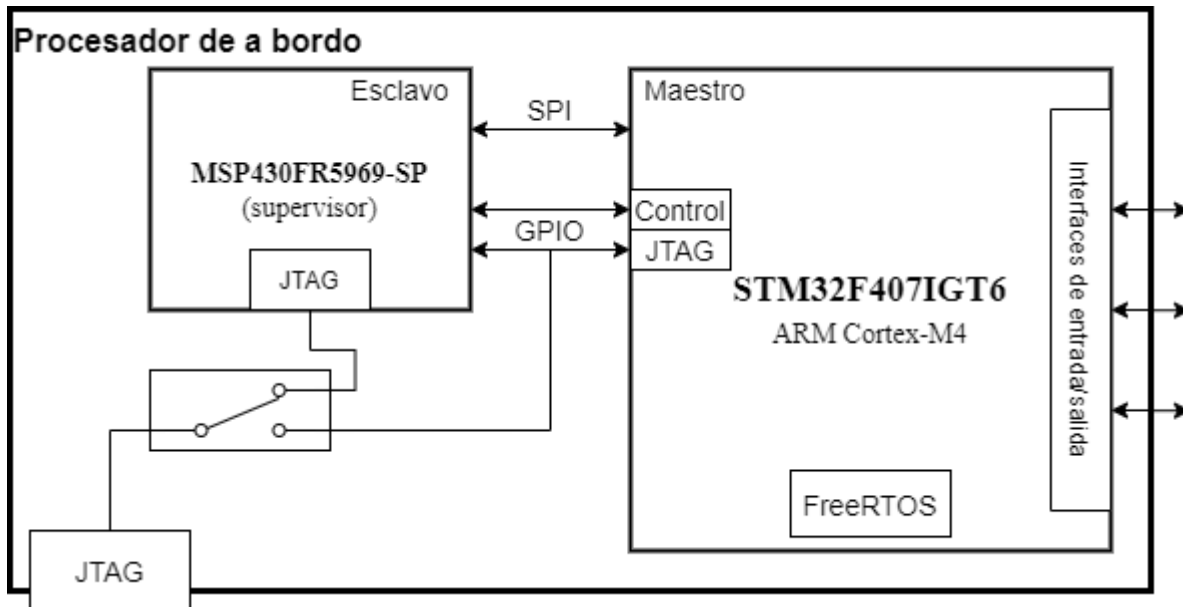 Procesador de a bordo
Esclavo
MSP430FR5969-SP
(supervisor)
JTAG
SPI
GPIO
Maestro
Control
JTAG
STM32F407IGT6
ARM Cortex-M4
FreeRTOS
Interfaces de entrada/salida
JTAG